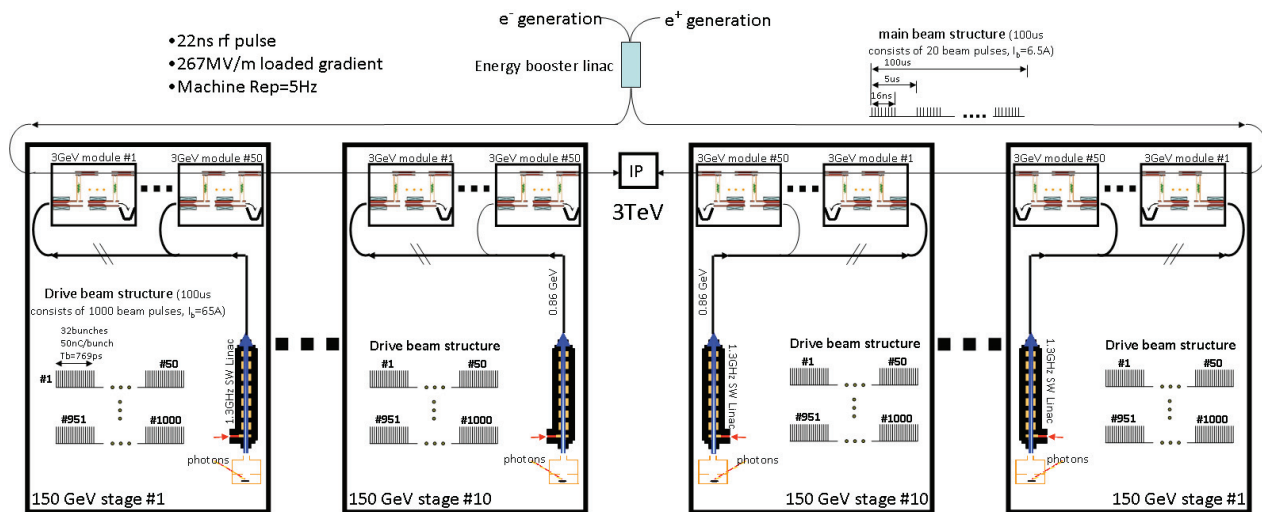 e⁻ generation
e⁺ generation
•22ns rf pulse
•267MV/m loaded gradient
•Machine Rep=5Hz
Energy booster linac
main beam structure (100us
consists of 20 beam pulses, Ib=6.5A)
100us
5us
16ns
3GeV module #1
3GeV module #50
3GeV module #1
3GeV module #50
IP
3TeV
3GeV module #50
3GeV module #1
3GeV module #50
3GeV module #1
Drive beam structure (100us
consists of 1000 beam pulses, Ib=65A)
32bunches
50nC/bunch
Tb=769ps
#1
#50
#951
#1000
1.3GHz SW Linac
photons
150 GeV stage #1
0.86 GeV
Drive beam structure
#1
#50
#951
#1000
photons
150 GeV stage #10
0.86 GeV
1.3GHz SW Linac
Drive beam structure
#1
#50
#951
#1000
photons
150 GeV stage #10
1.3GHz SW Linac
Drive beam structure
#1
#50
#951
#1000
photons
150 GeV stage #1